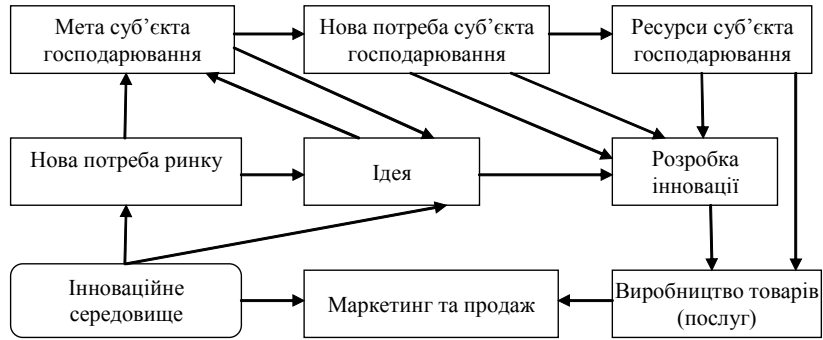 Мета суб’єкта
господарювання
Нова потреба суб’єкта
господарювання
Ресурси суб’єкта
господарювання
Нова потреба ринку
Ідея
Розробка
інновації
Інноваційне
середовище
Маркетинг та продаж
Виробництво товарів
(послуг)